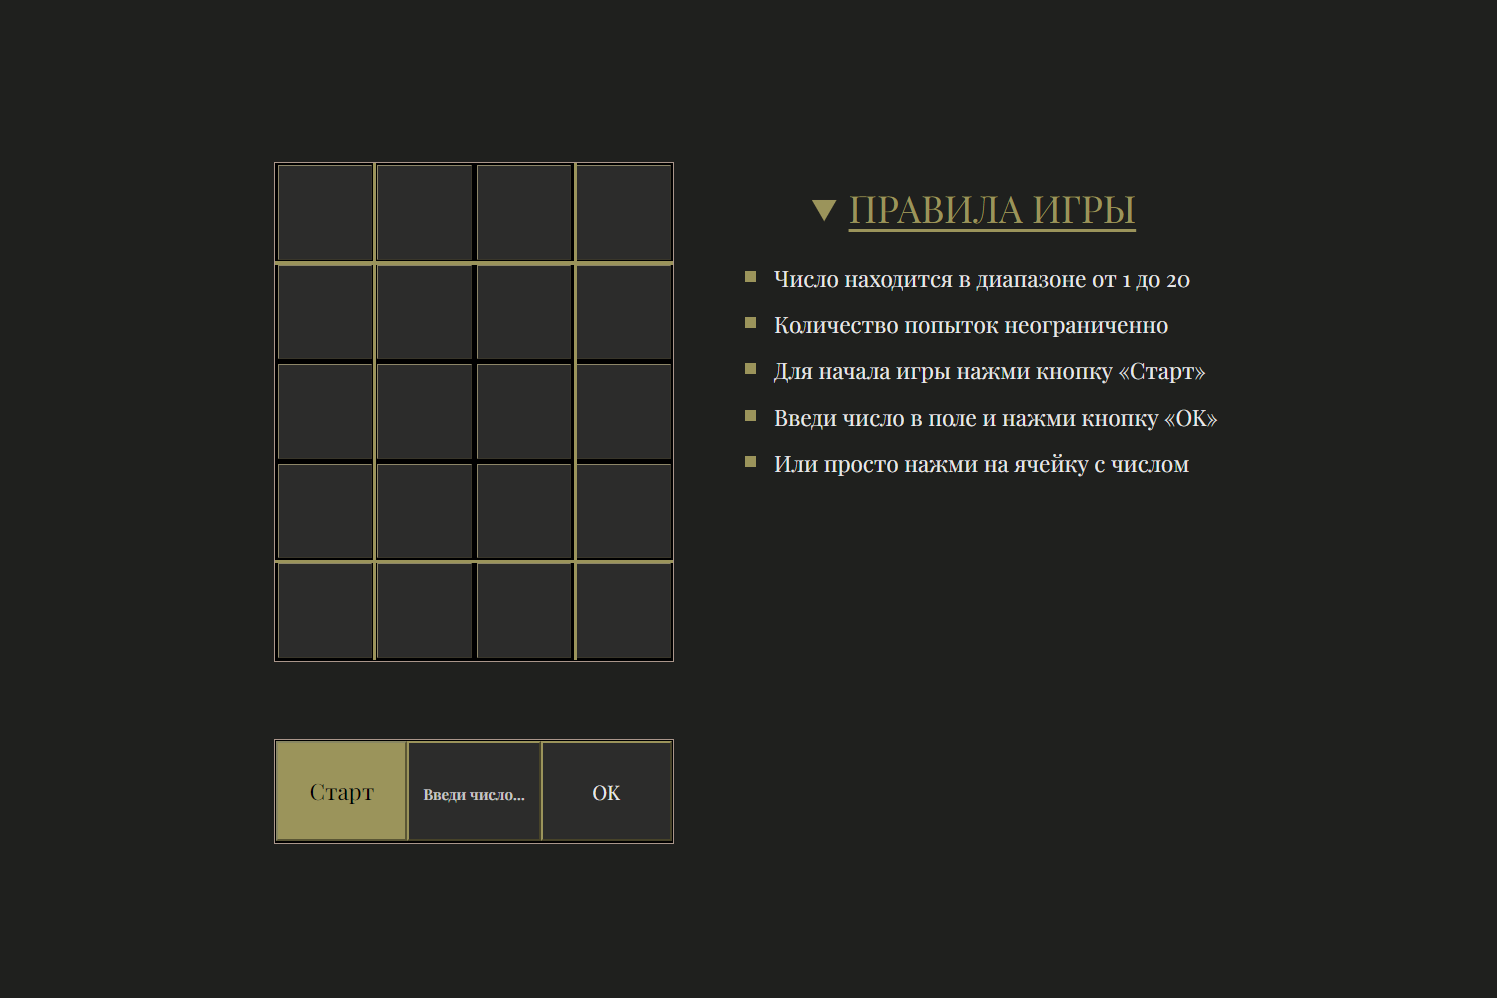 ПРАВИЛА ИГРЫ
Число находится в диапазоне от 1 до 20
Количество попыток неограниченно
Для начала игры нажми кнопку «Старт»
Введи число в поле и нажми кнопку «OK»
Или просто нажми на ячейку с числом
Старт
Введи число...
OK